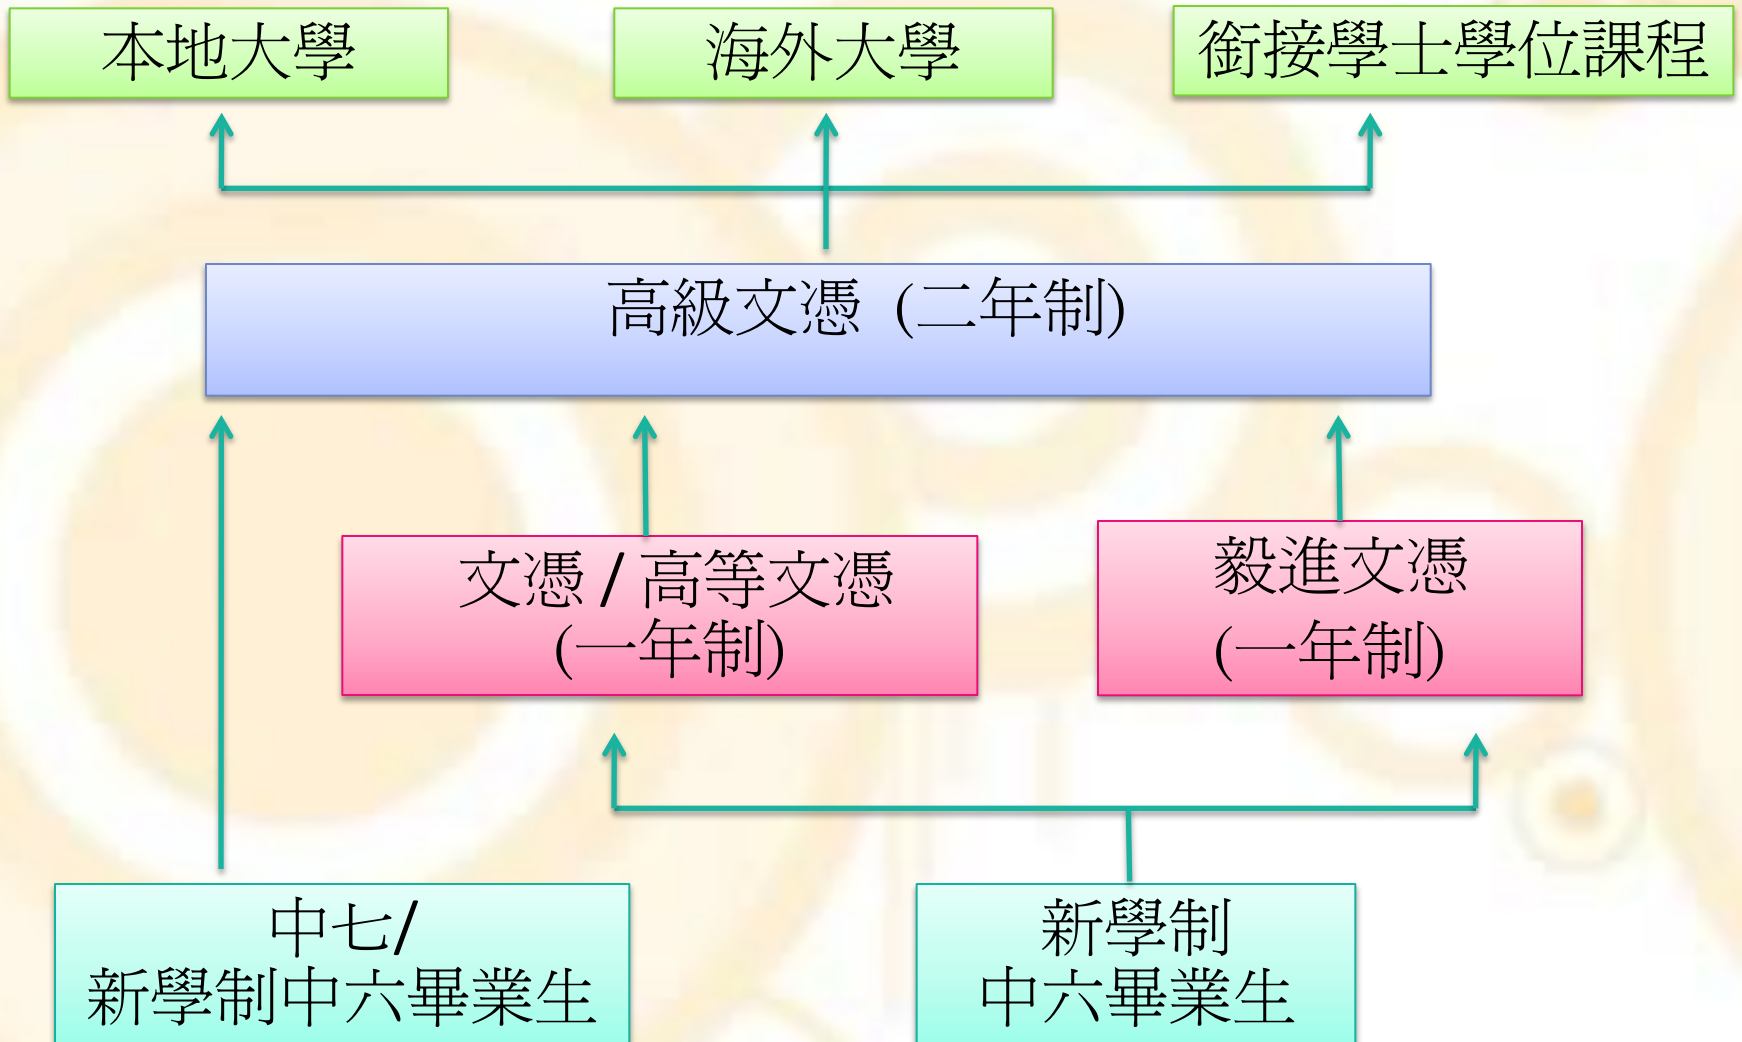 本地大學
海外大學
銜接學士學位課程
高級文憑 (二年制)
文憑 / 高等文憑
(一年制)
毅進文憑
(一年制)
中七/
新學制中六畢業生
新學制
中六畢業生